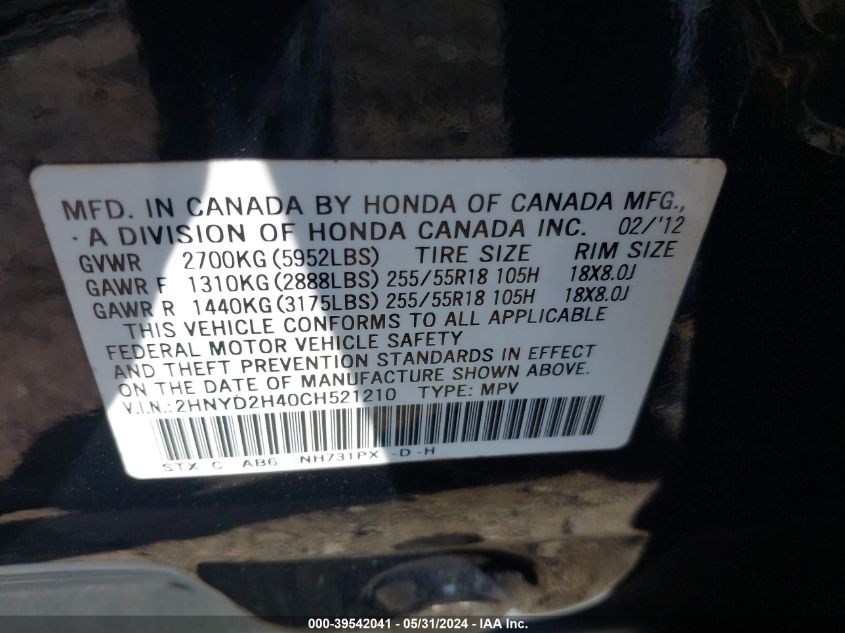 MFD. IN CANADA BY HONDA OF CANADA MFG.,
· A DIVISION OF HONDA CANADA INC. 02/'12
GVWR 2700KG (5952LBS) TIRE SIZE RIM SIZE
GAWR F 1310KG (2888LBS) 255/55R18 105H 18X8.0J
GAWR R 1440KG (3175LBS) 255/55R18 105H 18X8.0J
THIS VEHICLE CONFORMS TO ALL APPLICABLE
FEDERAL MOTOR VEHICLE SAFETY
AND THEFT PREVENTION STANDARDS IN EFFECT
ON THE DATE OF MANUFACTURE SHOWN ABOVE.
V.I.N.:2HNYD2H40CH521210 TYPE: MPV
STX C AB6 NH731PX -D-H
000-39542041 - 05/31/2024 - IAA Inc.